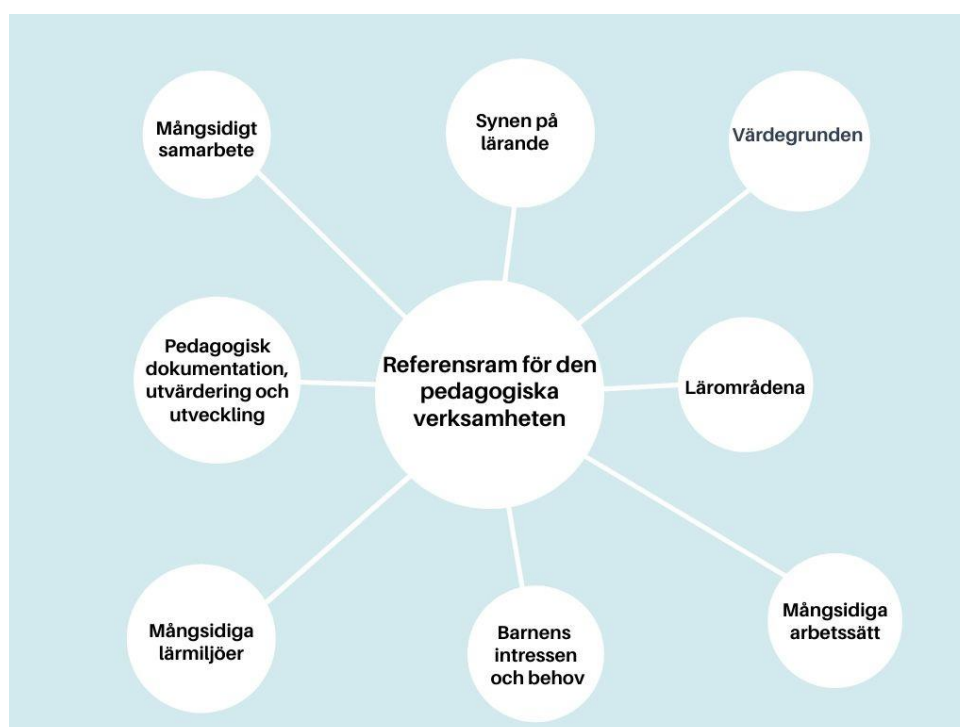 Mångsidigt
samarbete
Synen på
lärande
Värdegrunden
Pedagogisk
dokumentation,
utvärdering och
utveckling
Referensram för den
pedagogiska
verksamheten
Lärområdena
Mångsidiga
lärmiljöer
Barnens
intressen
och behov
Mångsidiga
arbetssätt